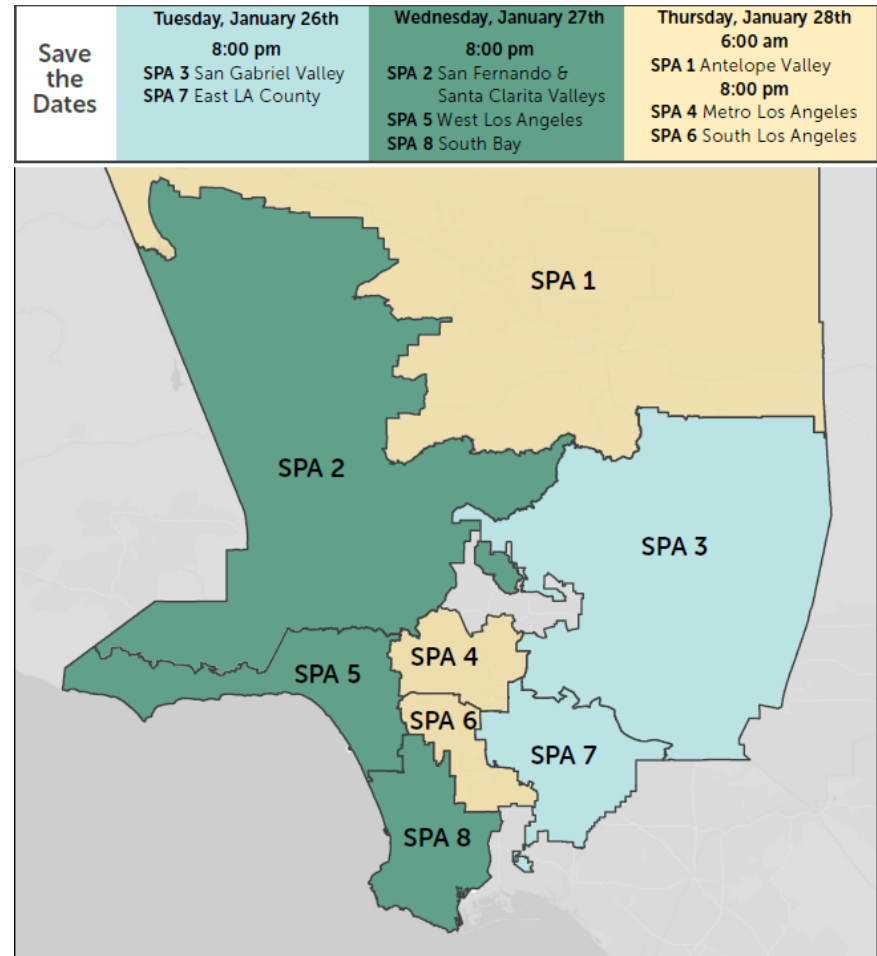 Save
the
Dates
Tuesday, January 26th
8:00 pm
SPA 3 San Gabriel Valley
SPA 7 East LA County
Wednesday, January 27th
8:00 pm
SPA 2 San Fernando &
Santa Clarita Valleys
SPA 5 West Los Angeles
SPA 8 South Bay
Thursday, January 28th
6:00 am
SPA 1 Antelope Valley
8:00 pm
SPA 4 Metro Los Angeles
SPA 6 South Los Angeles
SPA 1
SPA 2
SPA 3
SPA 4
SPA 5
SPA 6
SPA 7
SPA 8